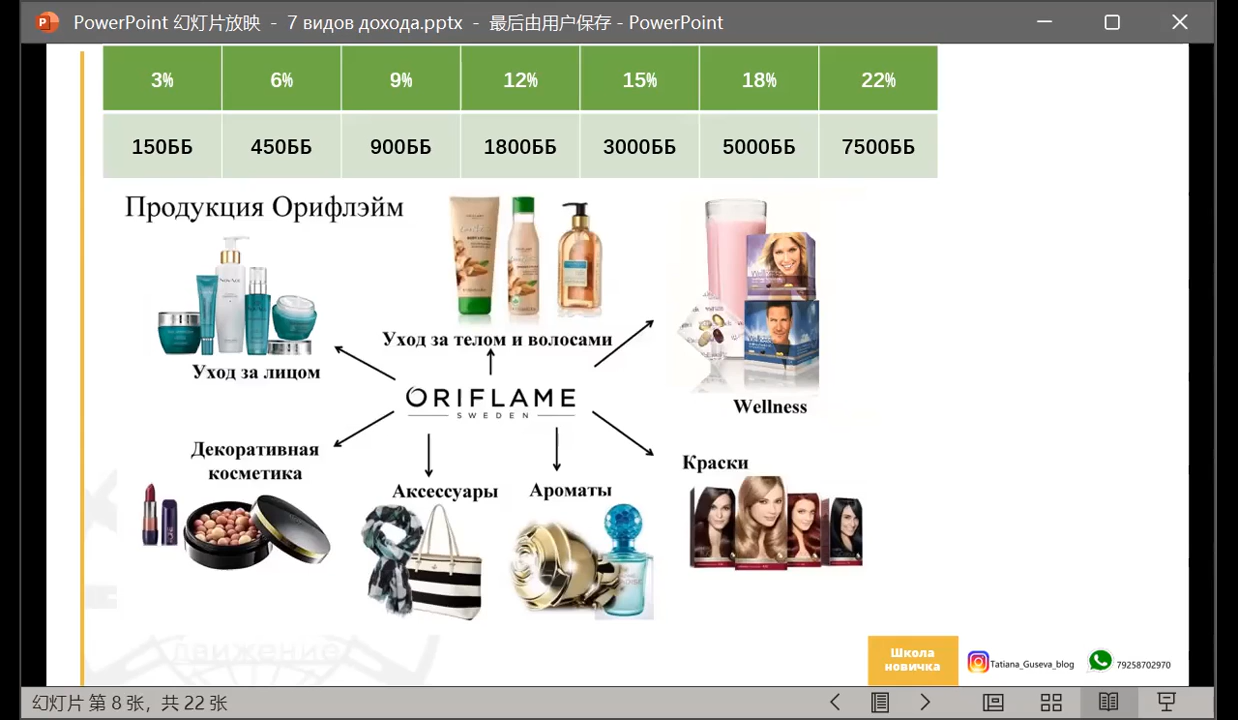 PowerPoint 幻灯片放映 - 7 видов дохода.pptx - 最后由用户保存 - PowerPoint
3% 6% 9% 12% 15% 18% 22%
150ББ 450ББ 900ББ 1800ББ 3000ББ 5000ББ 7500ББ
Продукция Орифлэйм
Уход за телом и волосами
Уход за лицом
Wellness
ORIFLAME
SWEDEN
Декоративная
косметика
Аксессуары
Ароматы
Краски
движение
Школа
новичка
Tatiana_Guseva_blog
79258702970
幻灯片 第 8 张，共 22 张